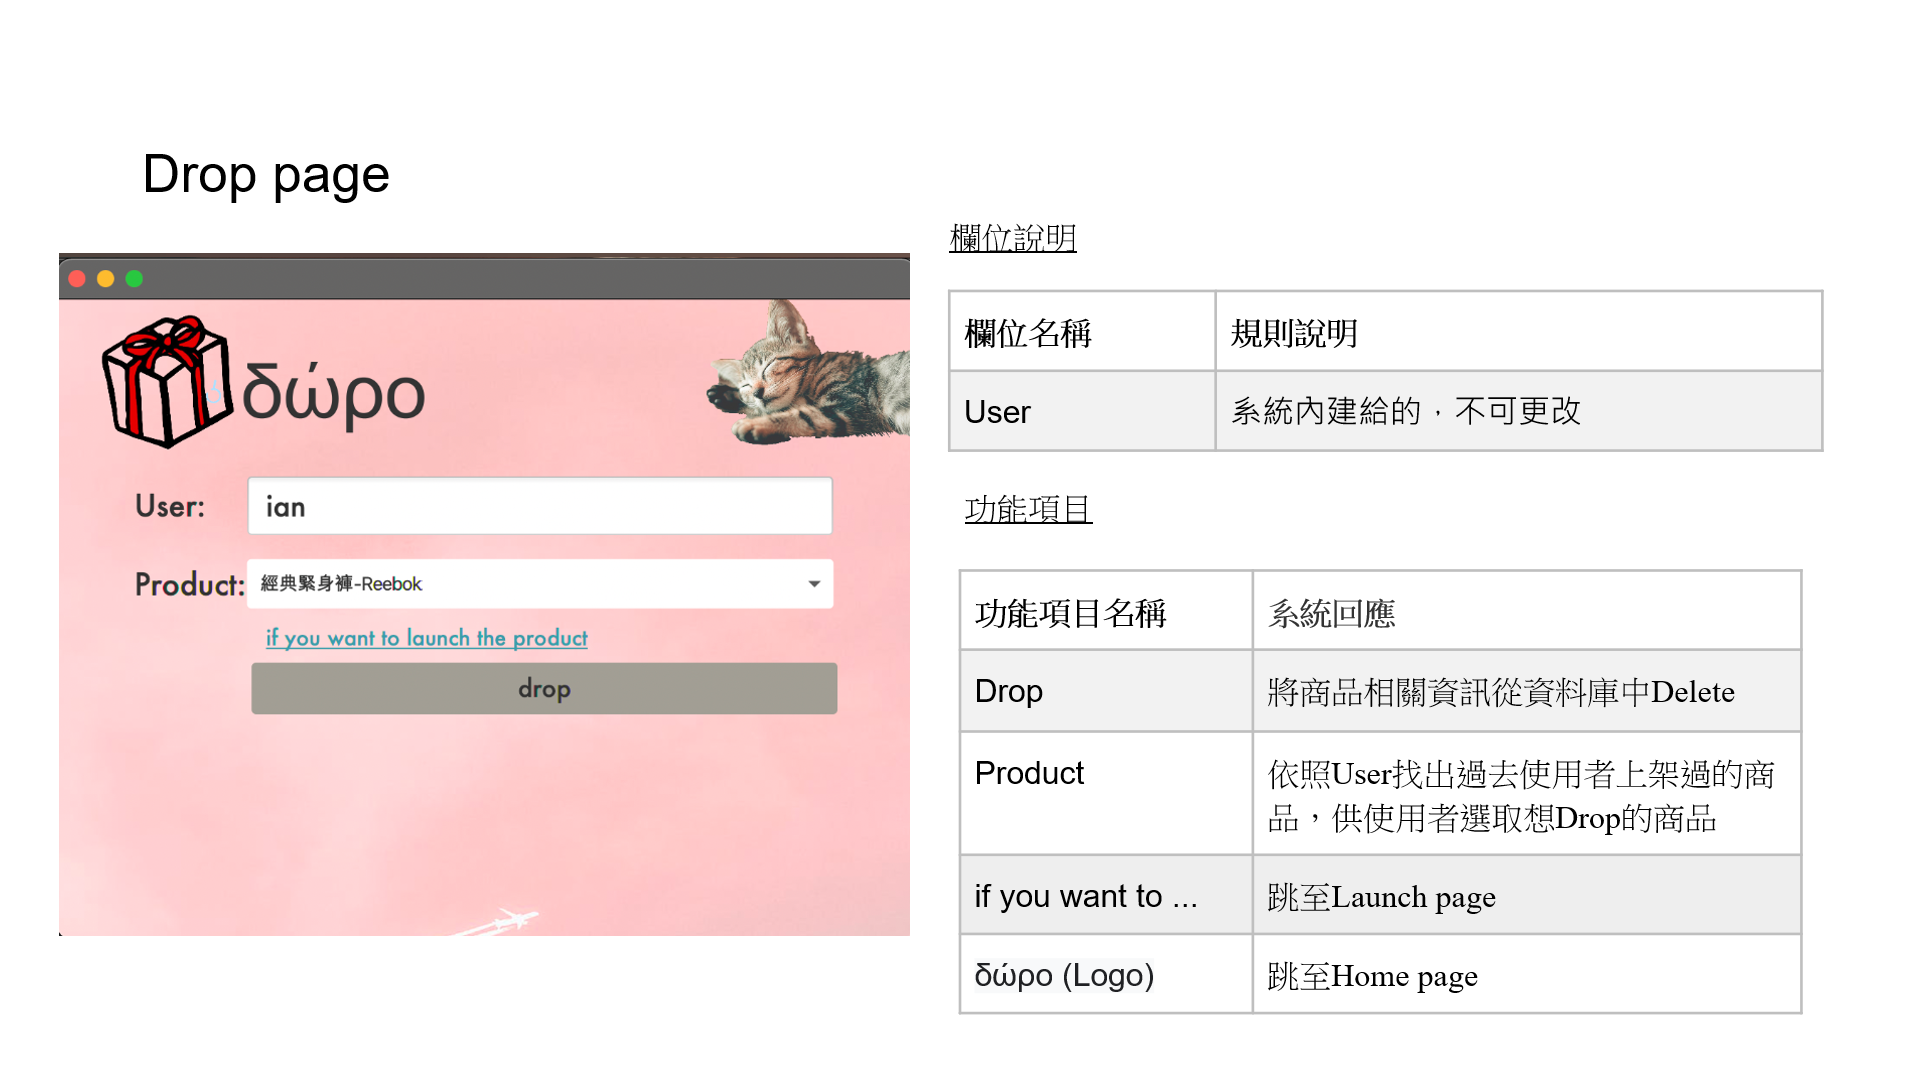 Drop page
δώρο
User:
ian
Product:
經典緊身褲-Reebok
if you want to launch the product
drop
欄位說明
欄位名稱
規則說明
User
系統內建給的，不可更改
功能項目
功能項目名稱
系統回應
Drop
將商品相關資訊從資料庫中Delete
Product
依照User找出過去使用者上架過的商
品，供使用者選取想Drop的商品
if you want to ...
跳至Launch page
δώρο (Logo)
跳至Home page